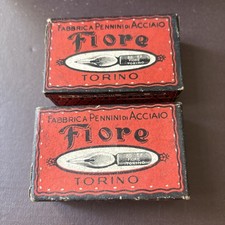 FABBRICA PENNINI DI ACCIAIO
Fiore
TORINO
FABBRICA PENNINI DI ACCIAIO
Fiore
TORINO